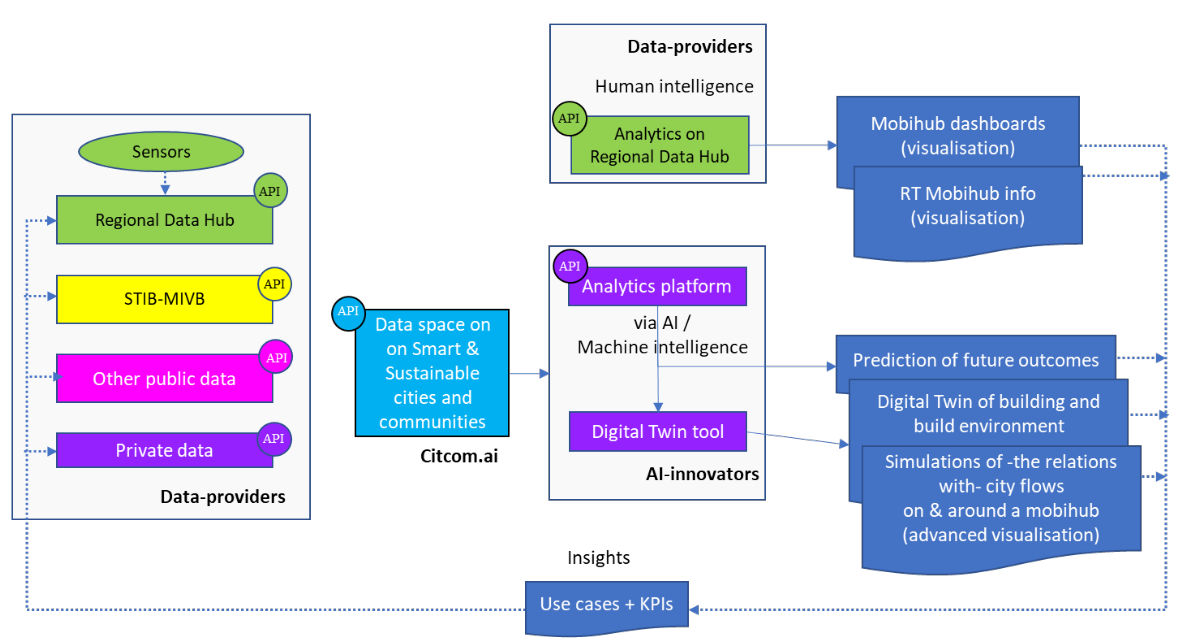 Sensors
API
Regional Data Hub
API
STIB-MIVB
API
Other public data
API
Private data
Data-providers
API
Data space on
on Smart &
Sustainable
cities and
communities
Citcom.ai
Data-providers
Human intelligence
API
Analytics on
Regional Data Hub
API
Analytics platform
via AI /
Machine intelligence
Digital Twin tool
AI-innovators
Mobihub dashboards
(visualisation)
RT Mobihub info
(visualisation)
Prediction of future outcomes
Digital Twin of building and
build environment
Simulations of -the relations
with- city flows
on & around a mobihub
(advanced visualisation)
Insights
Use cases + KPIs